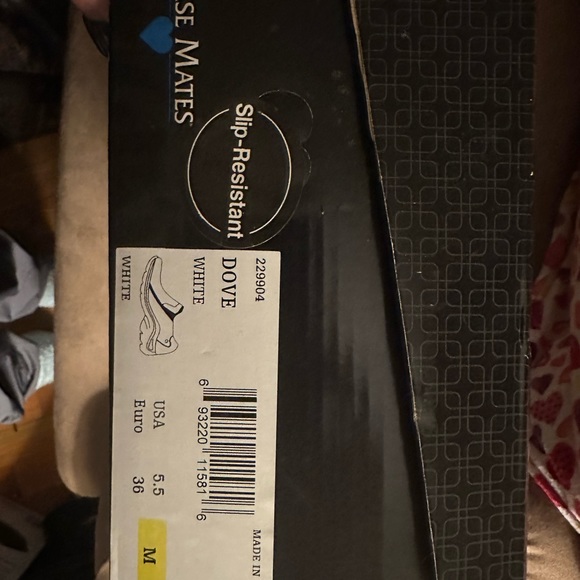 SE MATES
Slip-Resistant
229904
DOVE
WHITE
WHITE
6 93220 11581 6
USA 5.5
Euro 36
M
MADE IN